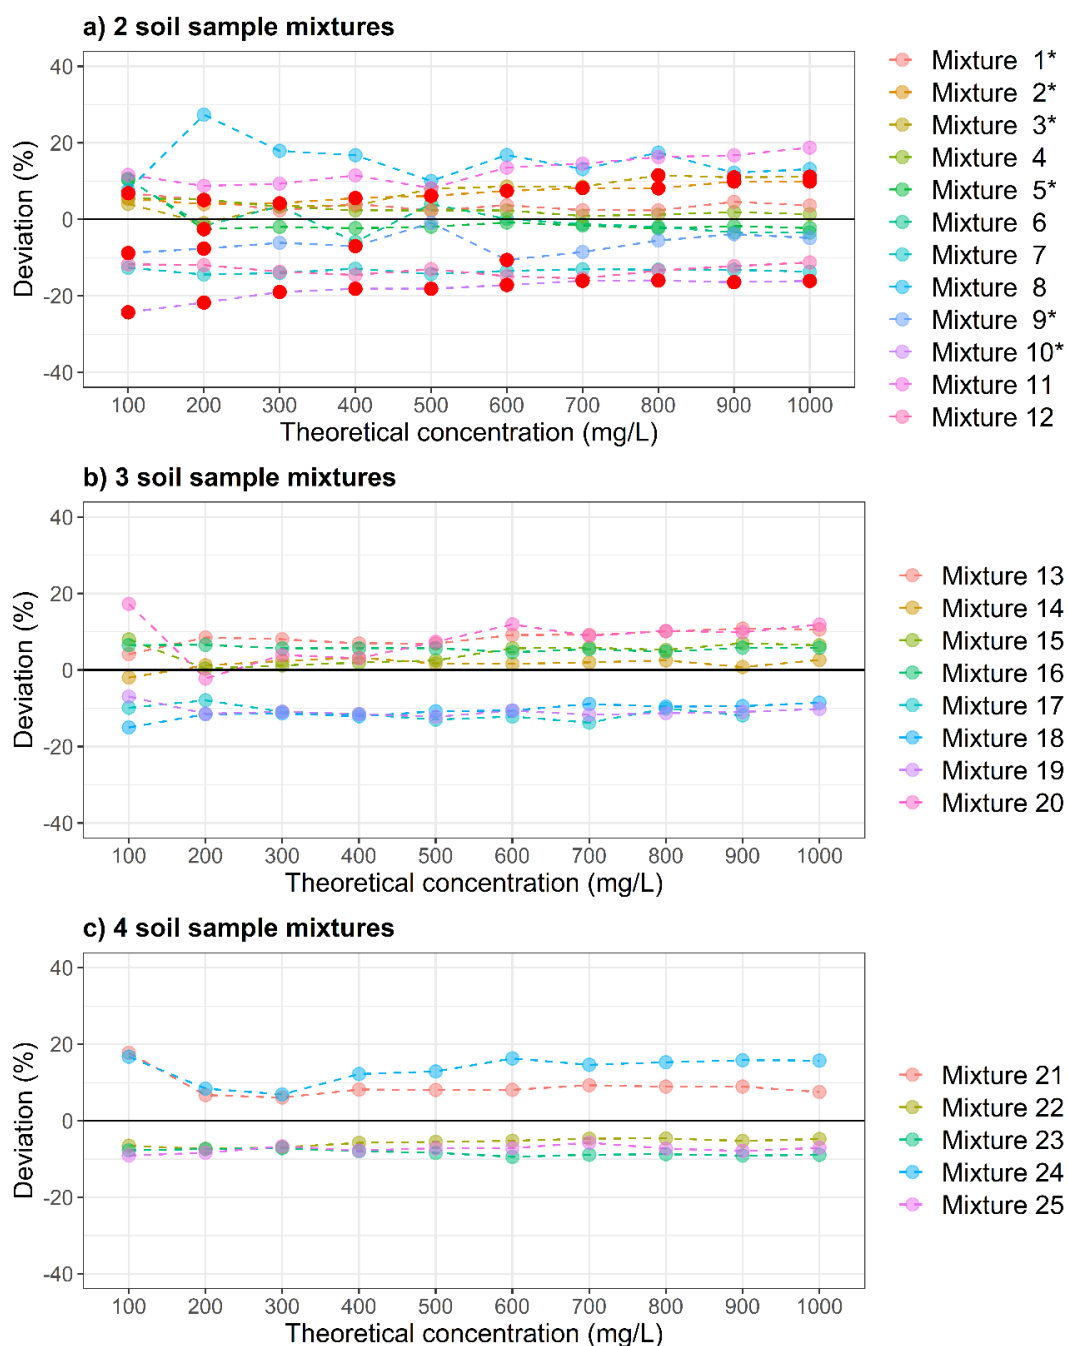 a) 2 soil sample mixtures
Deviation (%)
40
20
0
-20
-40
100 200 300 400 500 600 700 800 900 1000
Theoretical concentration (mg/L)
Mixture 1*
Mixture 2*
Mixture 3*
Mixture 4
Mixture 5*
Mixture 6
Mixture 7
Mixture 8
Mixture 9*
Mixture 10*
Mixture 11
Mixture 12
b) 3 soil sample mixtures
Deviation (%)
40
20
0
-20
-40
100 200 300 400 500 600 700 800 900 1000
Theoretical concentration (mg/L)
Mixture 13
Mixture 14
Mixture 15
Mixture 16
Mixture 17
Mixture 18
Mixture 19
Mixture 20
c) 4 soil sample mixtures
Deviation (%)
40
20
0
-20
-40
100 200 300 400 500 600 700 800 900 1000
Theoretical concentration (mg/L)
Mixture 21
Mixture 22
Mixture 23
Mixture 24
Mixture 25